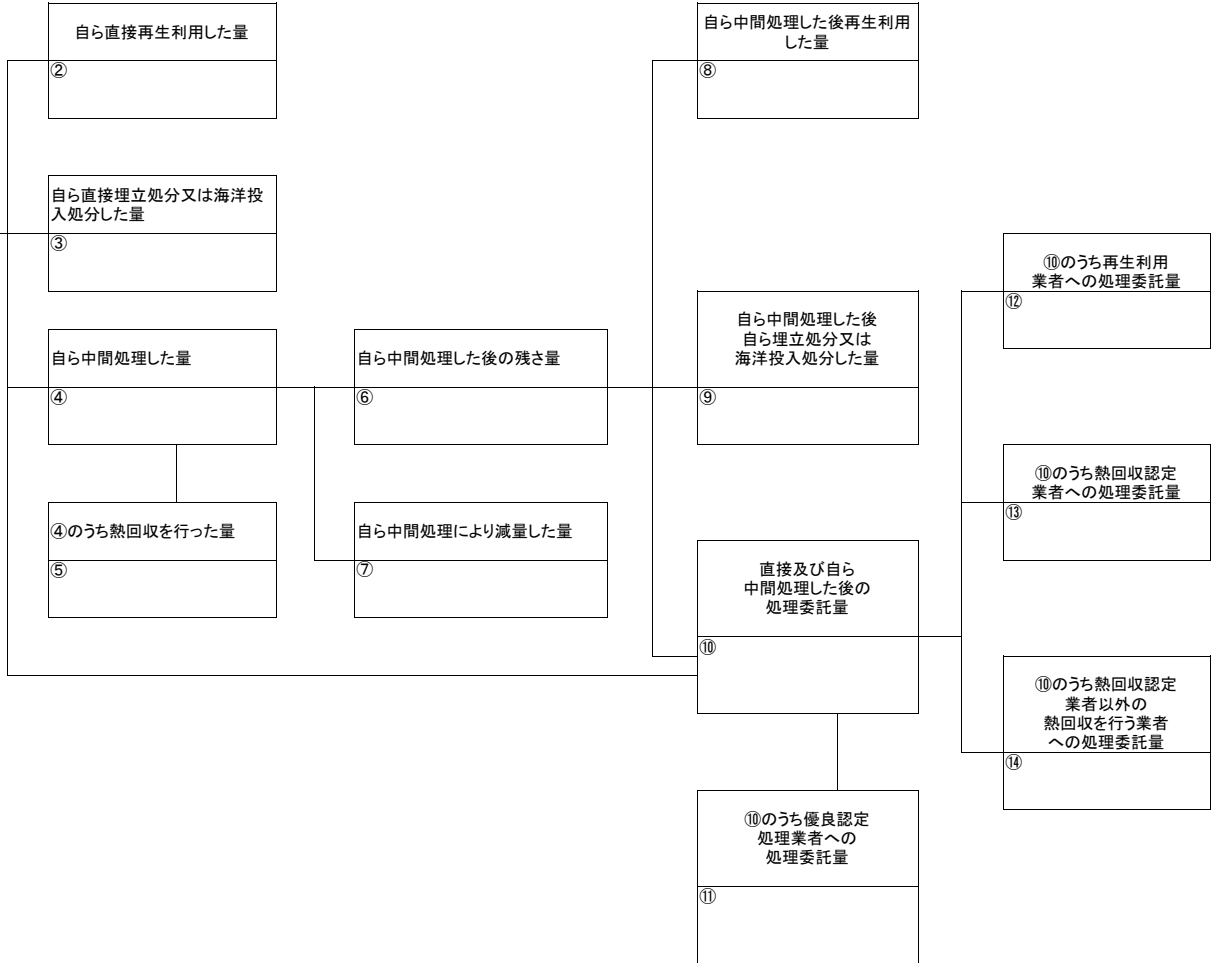 自ら直接再生利用した量
②
自ら直接埋立処分又は海洋投
入処分した量
③
自ら中間処理した量
④
④のうち熱回収を行った量
⑤
自ら中間処理した後の残さ量
⑥
自ら中間処理により減量した量
⑦
自ら中間処理した後再生利用
した量
⑧
自ら中間処理した後
自ら埋立処分又は
海洋投入処分した量
⑨
直接及び自ら
中間処理した後の
処理委託量
⑩
⑩のうち優良認定
処理業者への
処理委託量
⑪
⑩のうち再生利用
業者への処理委託量
⑫
⑩のうち熱回収認定
業者への処理委託量
⑬
⑩のうち熱回収認定
業者以外の
熱回収を行う業者
への処理委託量
⑭